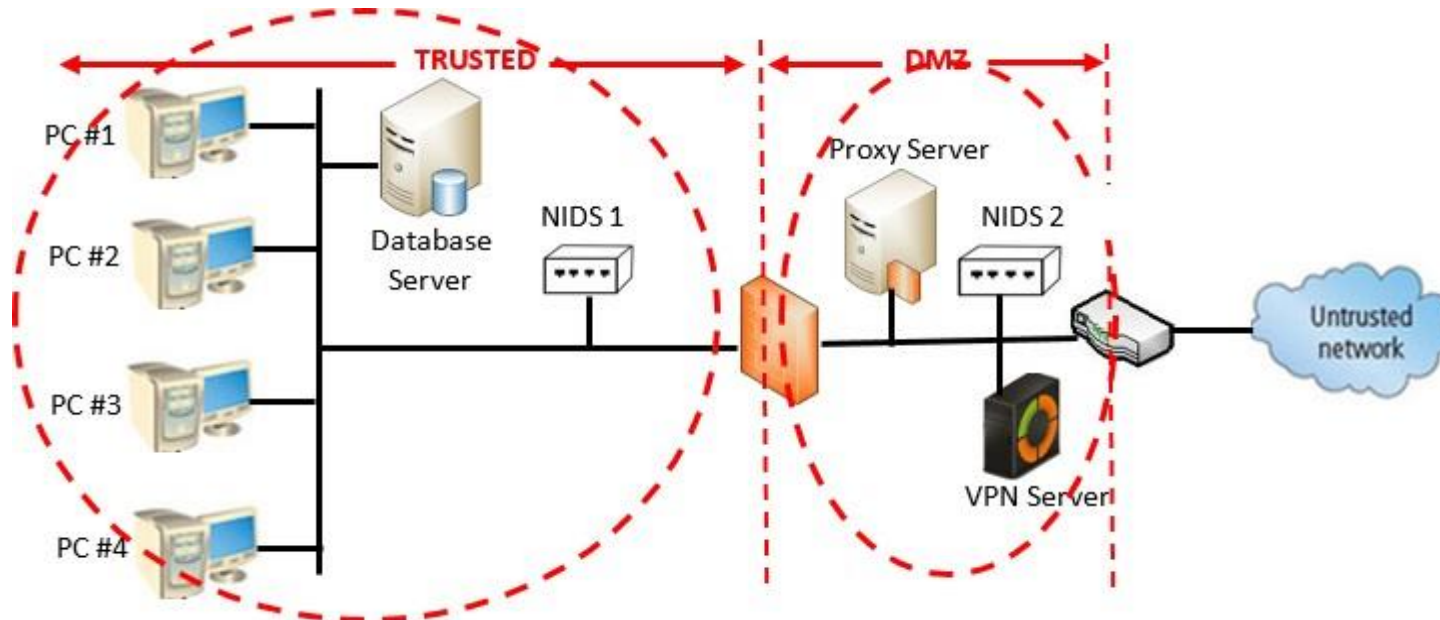 TRUSTED
DMZ
PC #1
Proxy Server
NIDS 1
NIDS 2
Database
Server
PC #2
Untrusted
network
PC #3
VPN Server
PC #4